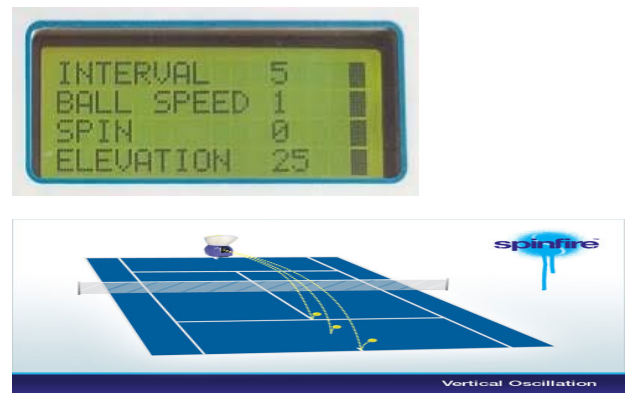 INTERVAL 5
BALL SPEED 1
SPIN 0
ELEVATION 25
spinfire
Vertical Oscillation